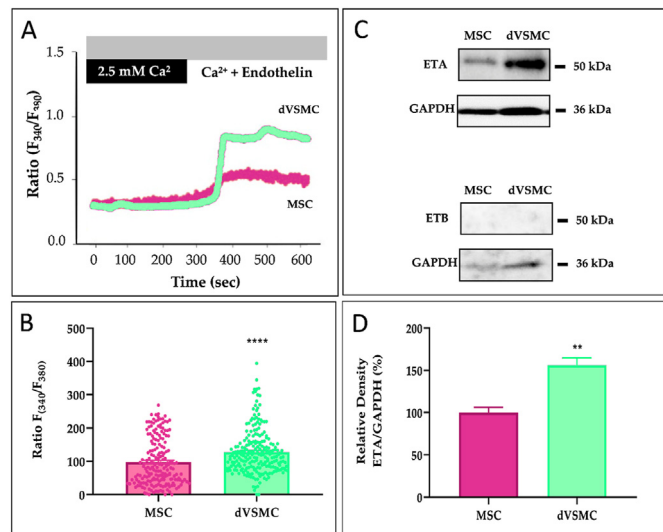 A
2.5 mM Ca²
Ca²⁺ + Endothelin
1.5
1.0
0.5
0.0
Ratio (F₃₄₀/F₃₈₀)
dVSMC
MSC
0 100 200 300 400 500 600
Time (sec)
B
500
400
300
200
100
0
Ratio F(340/F380)
****
MSC dVSMC
C
MSC dVSMC
ETA 50 kDa
GAPDH 36 kDa
MSC dVSMC
ETB 50 kDa
GAPDH 36 kDa
D
200
150
100
50
0
Relative Density
ETA/GAPDH (%)
**
MSC dVSMC